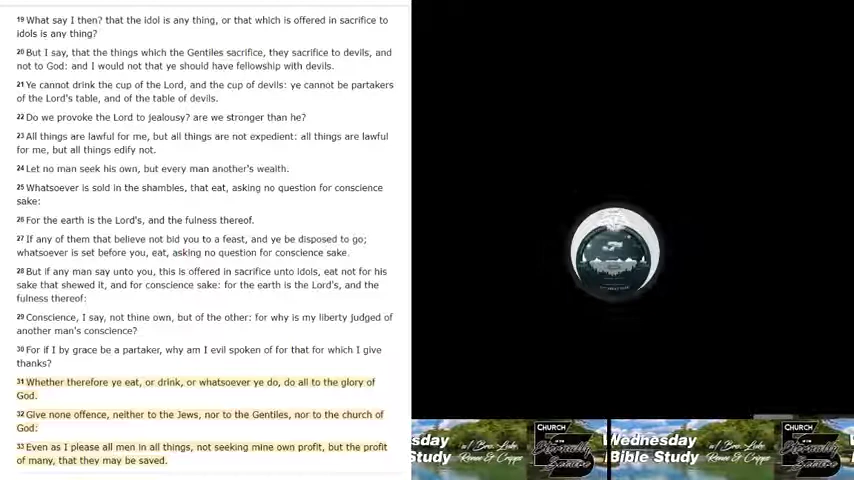 19 What say I then? that the idol is any thing, or that which is offered in sacrifice to
idols is any thing?
20 But I say, that the things which the Gentiles sacrifice, they sacrifice to devils, and
not to God: and I would not that ye should have fellowship with devils.
21 Ye cannot drink the cup of the Lord, and the cup of devils: ye cannot be partakers
of the Lord's table, and of the table of devils.
22 Do we provoke the Lord to jealousy? are we stronger than he?
23 All things are lawful for me, but all things are not expedient: all things are lawful
for me, but all things edify not.
24 Let no man seek his own, but every man another's wealth.
25 Whatsoever is sold in the shambles, that eat, asking no question for conscience
sake:
26 For the earth is the Lord's, and the fulness thereof.
27 If any of them that believe not bid you to a feast, and ye be disposed to go;
whatsoever is set before you, eat, asking no question for conscience sake.
28 But if any man say unto you, this is offered in sacrifice unto idols, eat not for his
sake that shewed it, and for conscience sake: for the earth is the Lord's, and the
fulness thereof:
29 Conscience, I say, not thine own, but of the other: for why is my liberty judged of
another man's conscience?
30 For if I by grace be a partaker, why am I evil spoken of for that for which I give
thanks?
31 Whether therefore ye eat, or drink, or whatsoever ye do, do all to the glory of
God.
32 Give none offence, neither to the Jews, nor to the Gentiles, nor to the church of
God:
33 Even as I please all men in all things, not seeking mine own profit, but the profit
of many, that they may be saved.
sday
Study
w/ Bro. Luke
Renee & Cripps
CHURCH
OF THE
Eternally
Secure
Wednesday
Bible Study
w/ Bro. Luke
Renee & Cripps
CHURCH
OF THE
Eternally
Secure